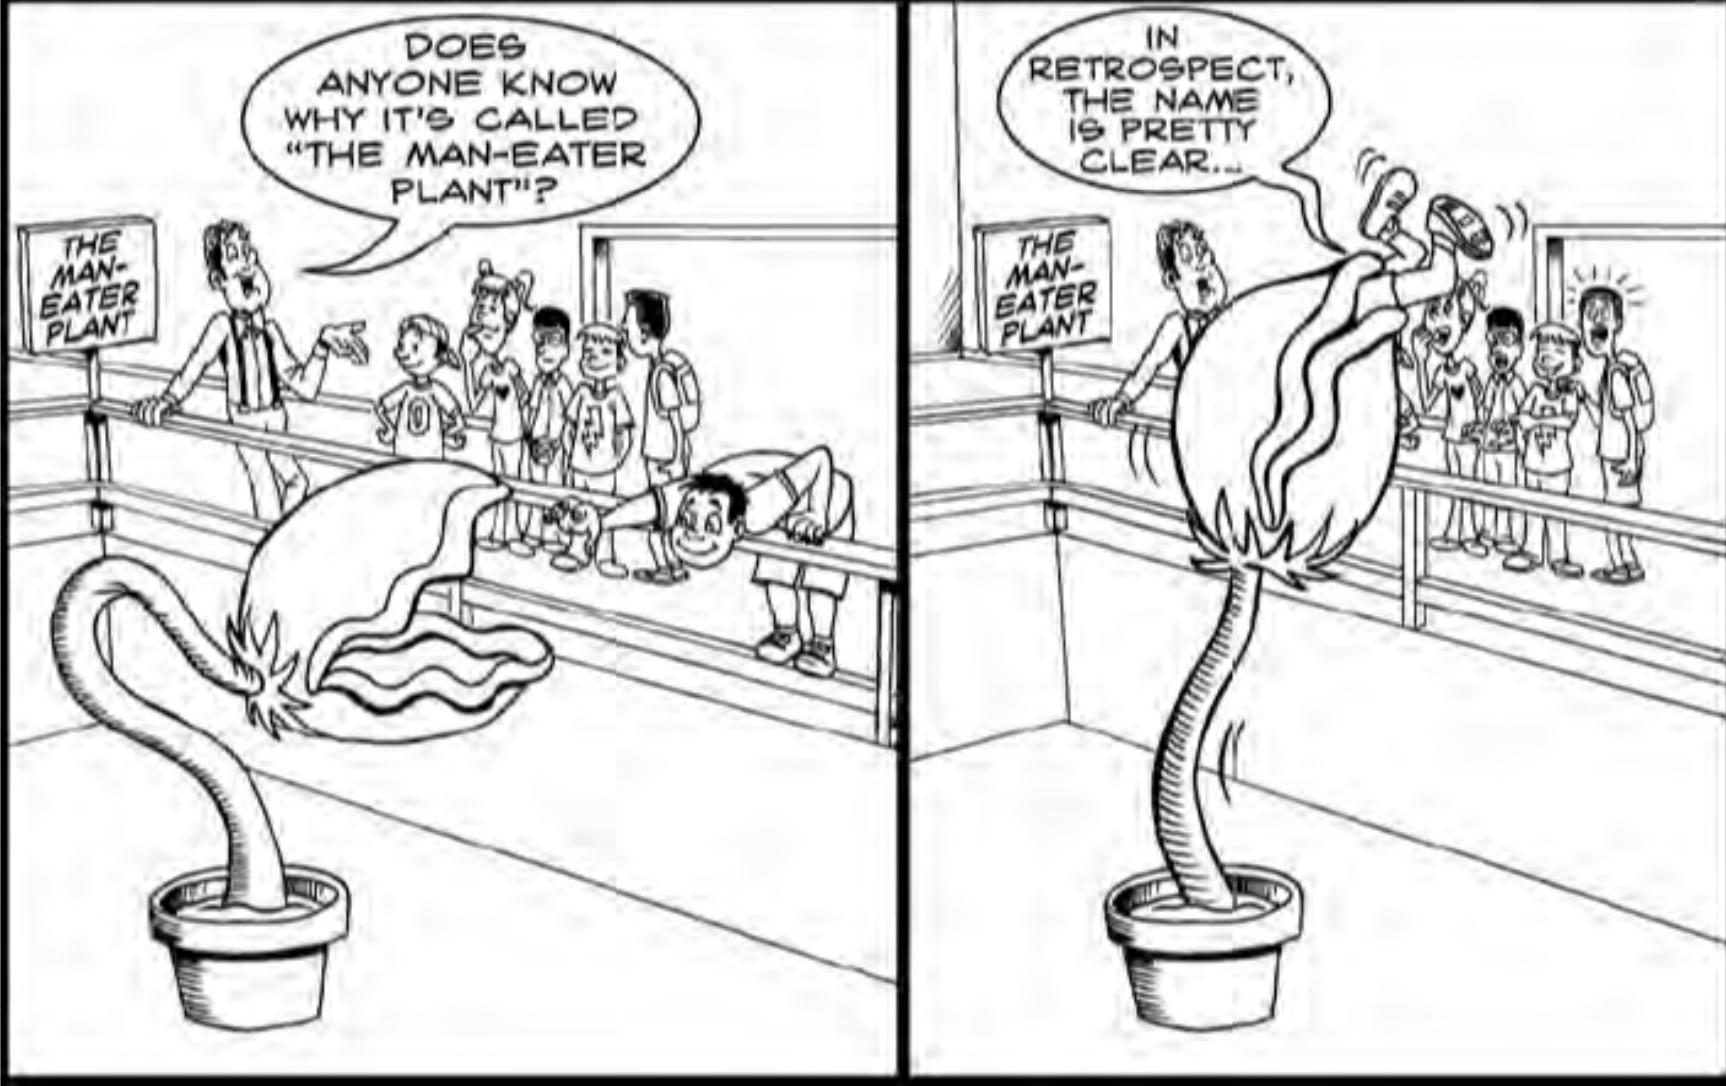 DOES
ANYONE KNOW
WHY IT'S CALLED
"THE MAN-EATER
PLANT"?
THE
MAN-
EATER
PLANT
IN
RETROSPECT,
THE NAME
IS PRETTY
CLEAR...
THE
MAN-
EATER
PLANT